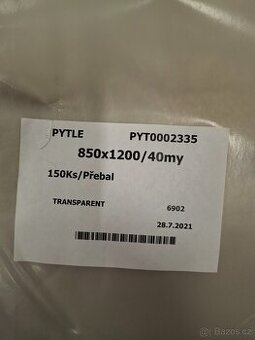 PYTLE PYT0002335
850x1200/40my
150Ks/Přebal
TRANSPARENT 6902
28.7.2021
Bazos.cz